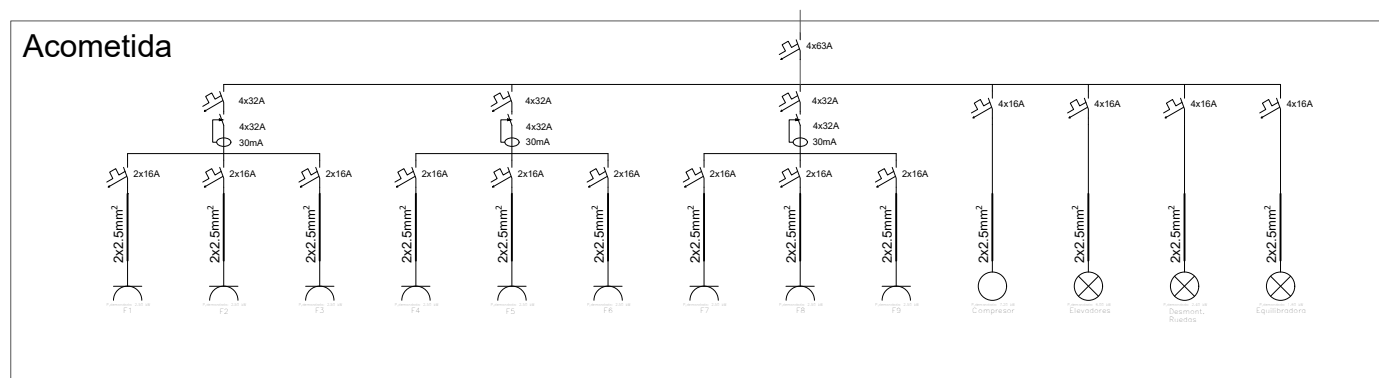 Acometida
4x63A
4x32A
4x32A
4x32A
4x16A
4x16A
4x16A
4x16A
4x32A
30mA
4x32A
30mA
4x32A
30mA
2x16A
2x16A
2x16A
2x16A
2x16A
2x16A
2x16A
2x16A
2x16A
2x2.5mm²
2x2.5mm²
2x2.5mm²
2x2.5mm²
2x2.5mm²
2x2.5mm²
2x2.5mm²
2x2.5mm²
2x2.5mm²
2x2.5mm²
2x2.5mm²
2x2.5mm²
2x2.5mm²
F1
F2
F3
F4
F5
F6
F7
F8
F9
Compresor
Elevadores
Desmont.
Ruedas
Equilibradora